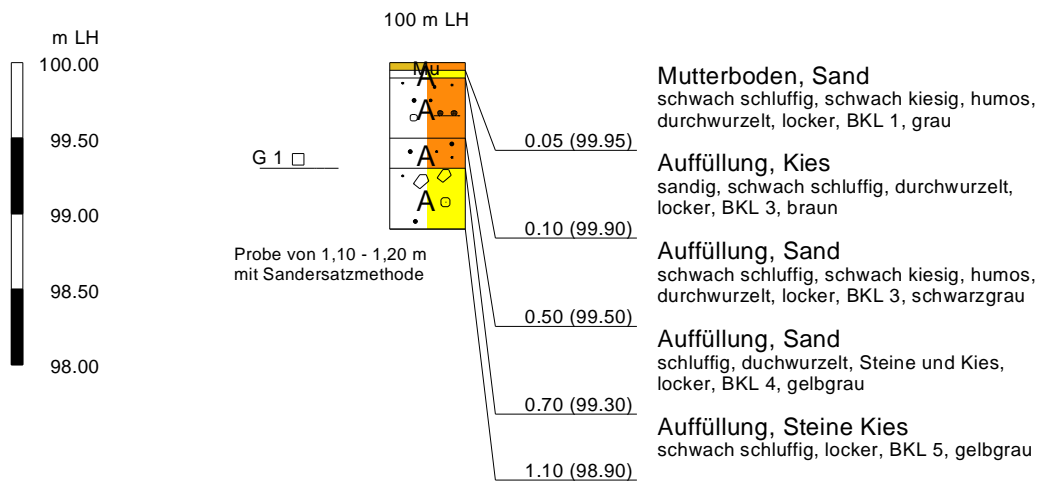 100 m LH
m LH
100.00
99.50
99.00
98.50
98.00
Mu
A
A
A
A
G 1
Probe von 1,10 - 1,20 m
mit Sandersatzmethode
0.05 (99.95)
0.10 (99.90)
0.50 (99.50)
0.70 (99.30)
1.10 (98.90)
Mutterboden, Sand
schwach schluffig, schwach kiesig, humos,
durchwurzelt, locker, BKL 1, grau
Auffüllung, Kies
sandig, schwach schluffig, durchwurzelt,
locker, BKL 3, braun
Auffüllung, Sand
schwach schluffig, schwach kiesig, humos,
durchwurzelt, locker, BKL 3, schwarzgrau
Auffüllung, Sand
schluffig, duchwurzelt, Steine und Kies,
locker, BKL 4, gelbgrau
Auffüllung, Steine Kies
schwach schluffig, locker, BKL 5, gelbgrau